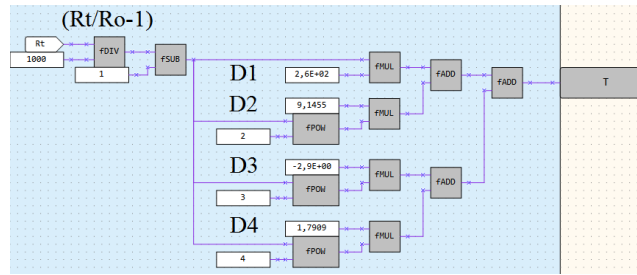 (Rt/Ro-1)
Rt
1000
fDIV
1
fSUB
D1
2,6E+02
fMUL
fADD
fADD
T
D2
9,1455
2
fPOW
fMUL
D3
-2,9E+00
3
fPOW
fMUL
fADD
D4
1,7909
4
fPOW
fMUL